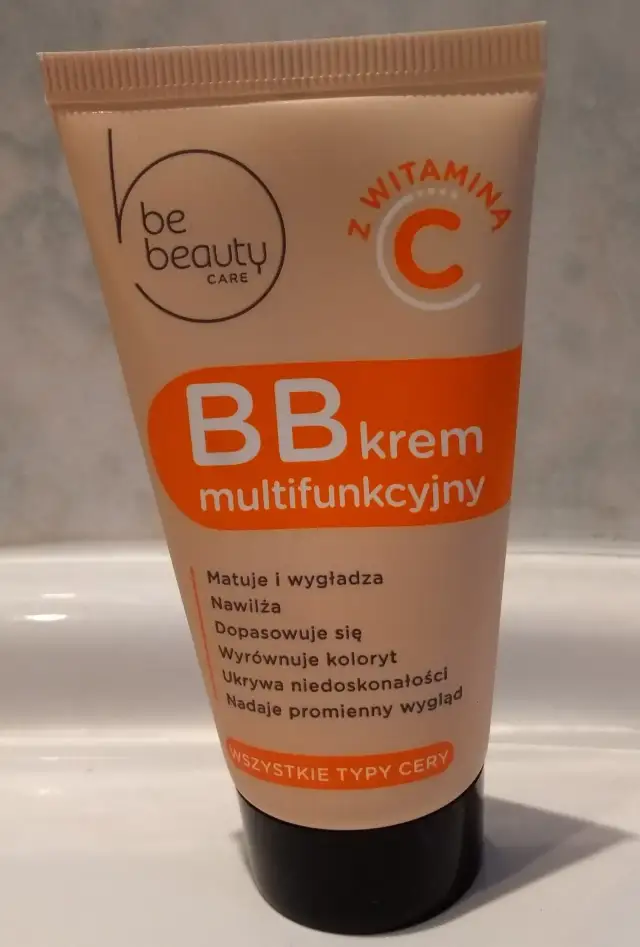 be
beauty
CARE
Z WITAMINĄ
C
BB krem
multifunkcyjny
Matuje i wygładza
Nawilża
Dopasowuje się
Wyrównuje koloryt
Ukrywa niedoskonałości
Nadaje promienny wygląd
WSZYSTKIE TYPY CERY